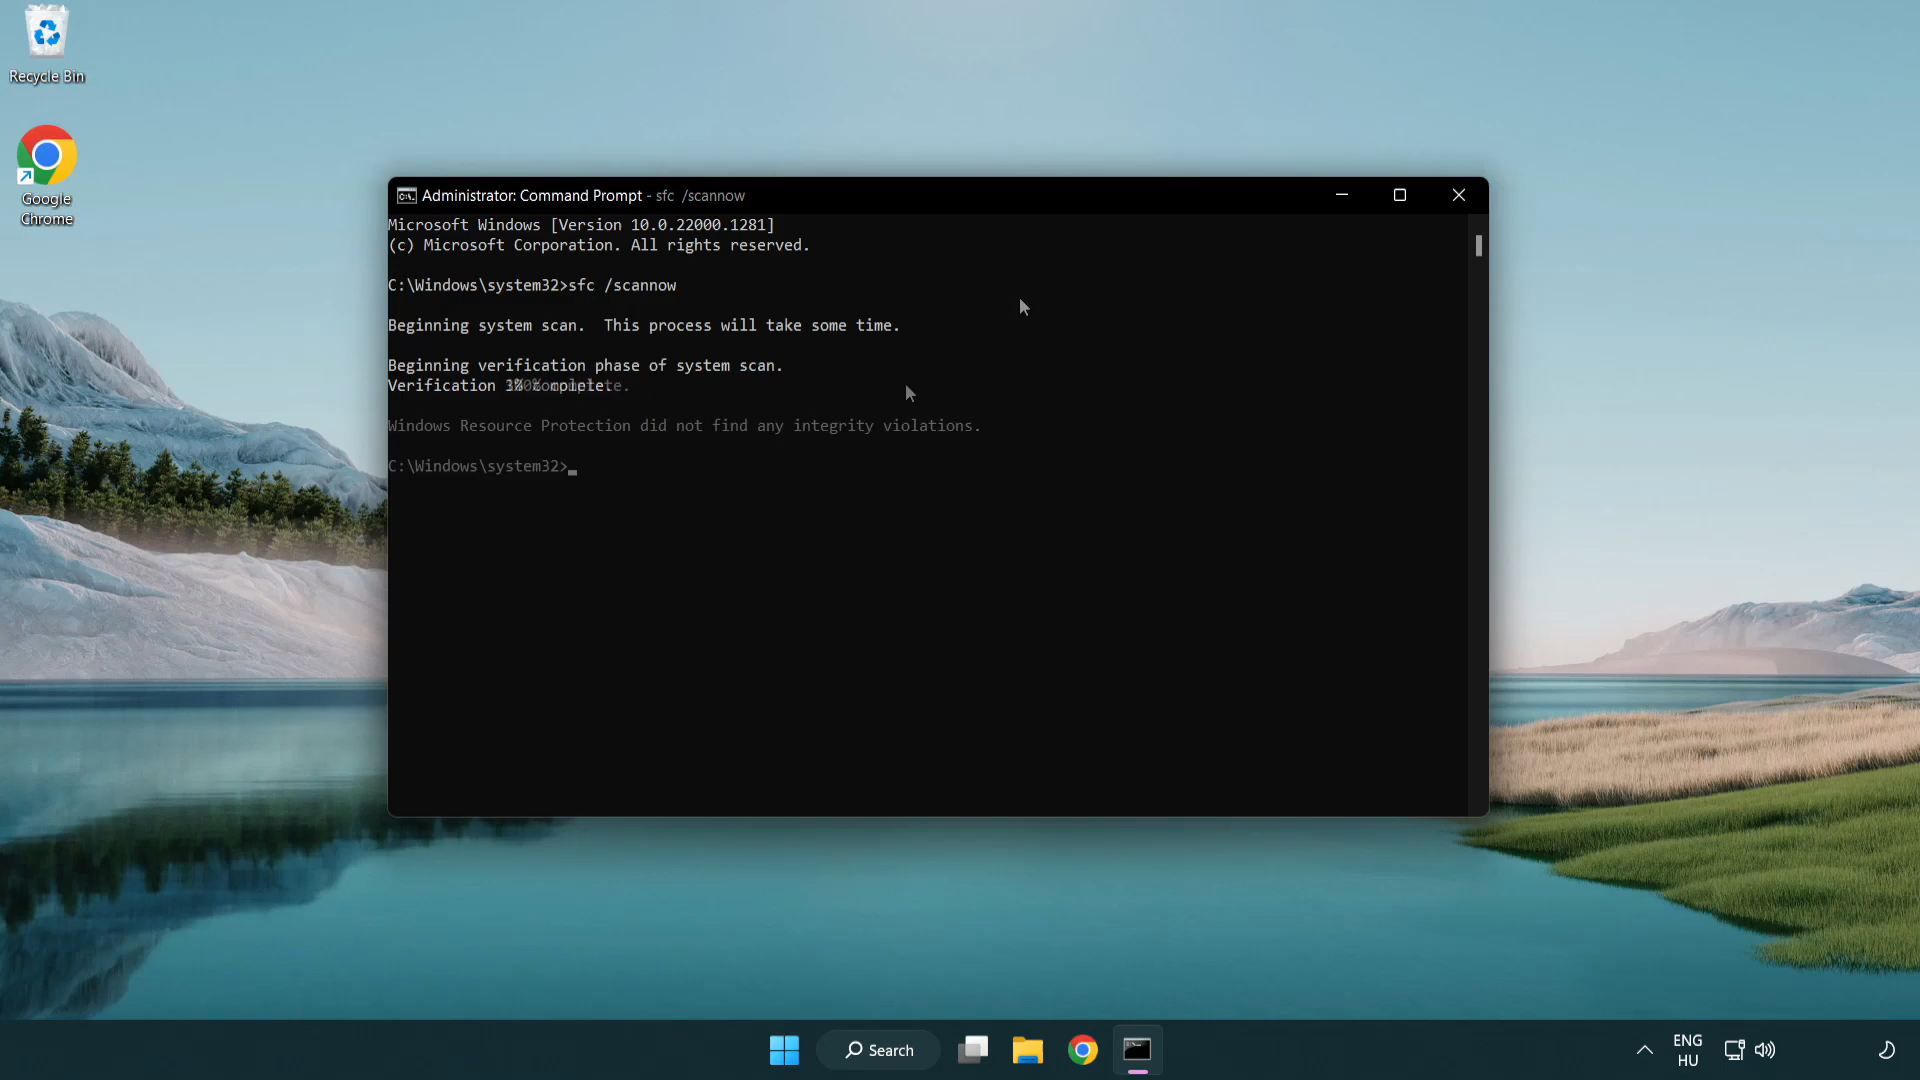 Recycle Bin
Google
Chrome
Administrator: Command Prompt - sfc /scannow
Microsoft Windows [Version 10.0.22000.1281]
(c) Microsoft Corporation. All rights reserved.
C:\Windows\system32>sfc /scannow
Beginning system scan.  This process will take some time.
Beginning verification phase of system scan.
Verification
Windows Resource Protection did not find any integrity violations.
C:\Windows\system32>
Search
ENG
HU